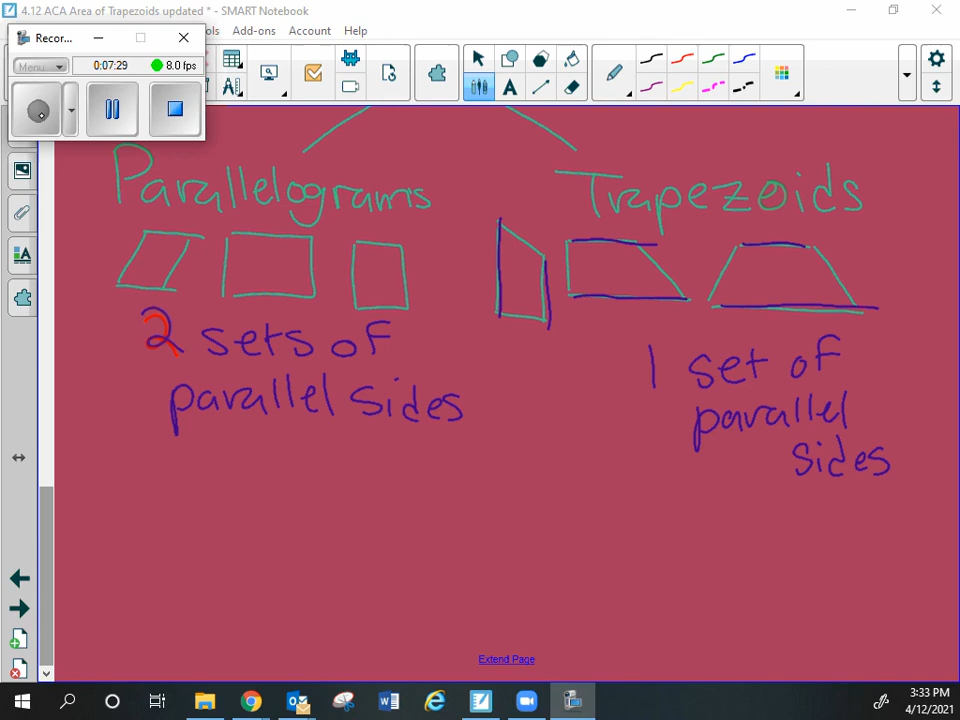 4.12 ACA Area of Trapezoids updated * - SMART Notebook
ols Add-ons Account Help
Recor...
Menu 0:07:29 8.0 fps
Parallelograms Trapezoids
2 sets of
parallel sides
1 set of
parallel
sides
Extend Page
3:33 PM
4/12/2021